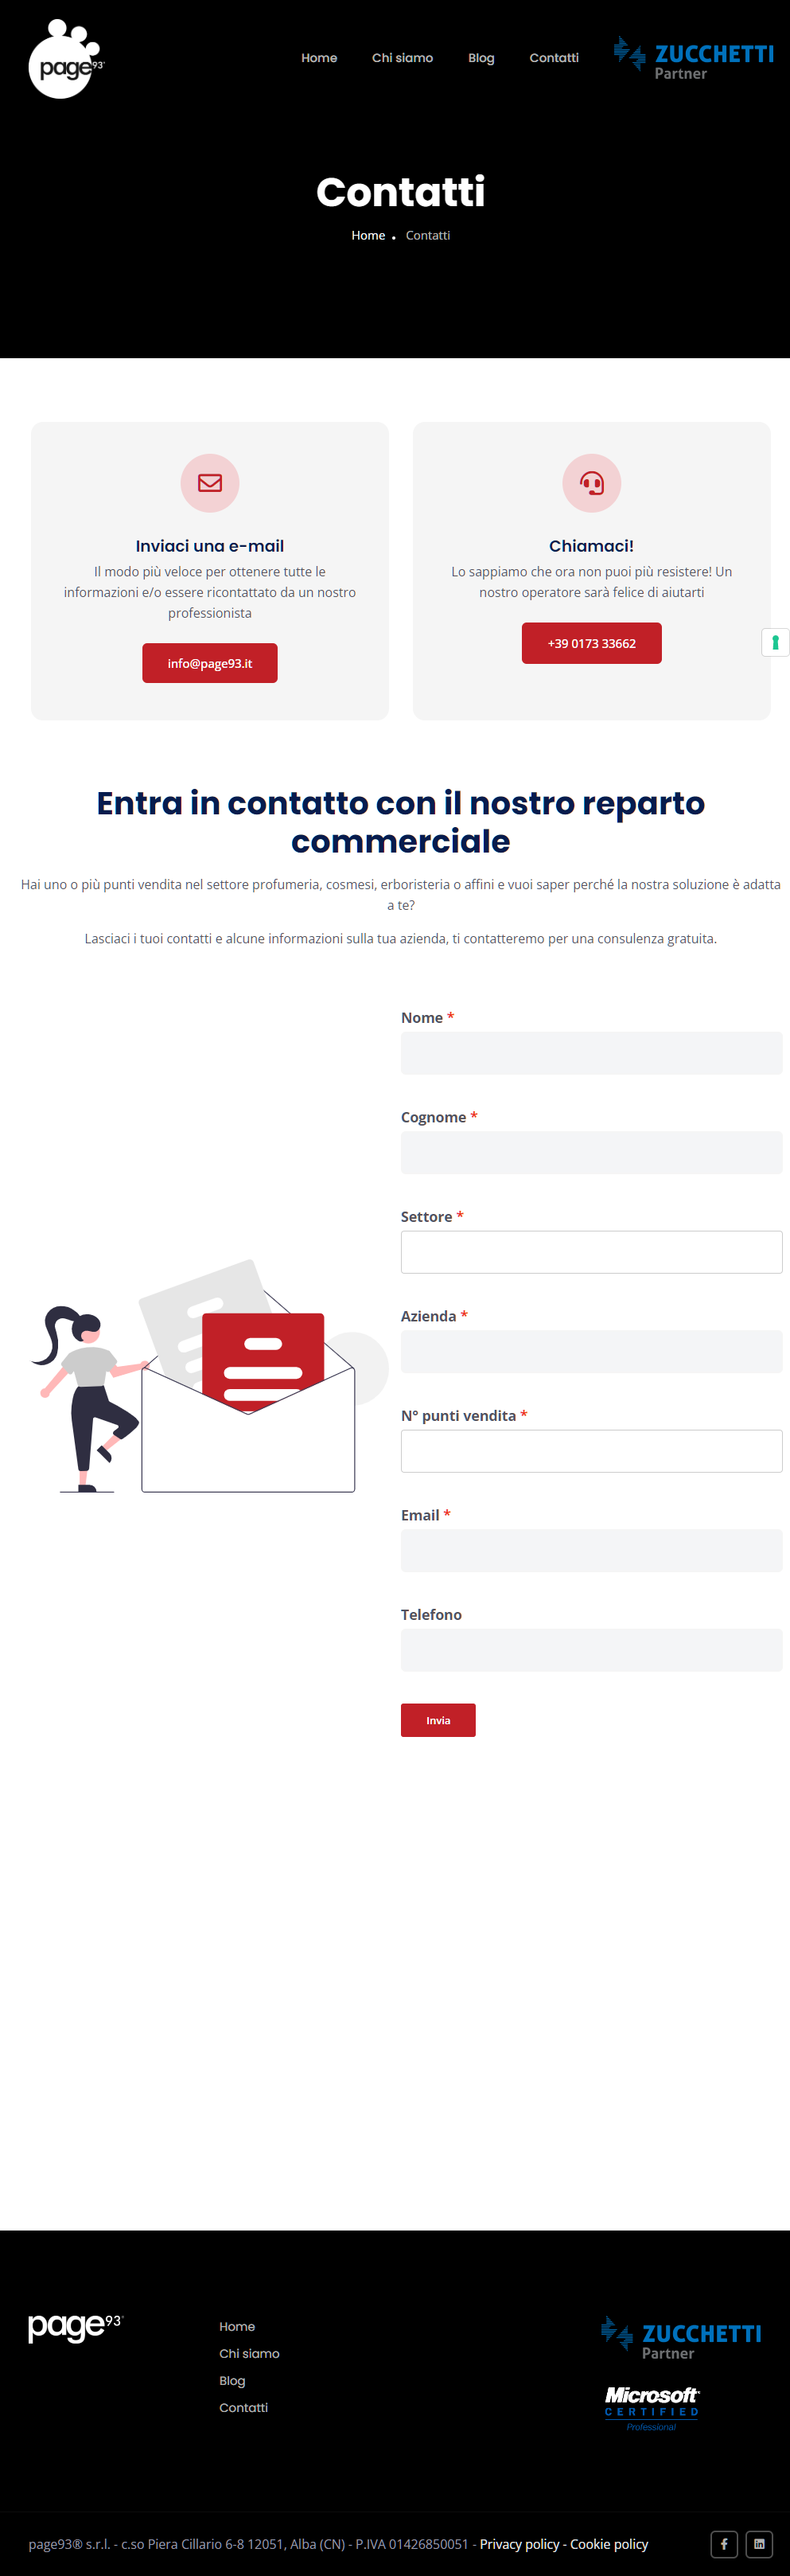 page93®
Home
Chi siamo
Blog
Contatti
ZUCCHETTI
Partner
Contatti
Home
Contatti
Inviaci una e-mail
Il modo più veloce per ottenere tutte le
informazioni e/o essere ricontattato da un nostro
professionista
info@page93.it
Chiamaci!
Lo sappiamo che ora non puoi più resistere! Un
nostro operatore sarà felice di aiutarti
+39 0173 33662
Entra in contatto con il nostro reparto
commerciale
Hai uno o più punti vendita nel settore profumeria, cosmesi, erboristeria o affini e vuoi saper perché la nostra soluzione è adatta
a te?
Lasciaci i tuoi contatti e alcune informazioni sulla tua azienda, ti contatteremo per una consulenza gratuita.
Nome *
Cognome *
Settore *
Azienda *
N° punti vendita *
Email *
Telefono
Invia
page93®
Home
Chi siamo
Blog
Contatti
ZUCCHETTI
Partner
Microsoft
CERTIFIED
Professional
page93® s.r.l. - c.so Piera Cillario 6-8 12051, Alba (CN) - P.IVA 01426850051 - Privacy policy - Cookie policy